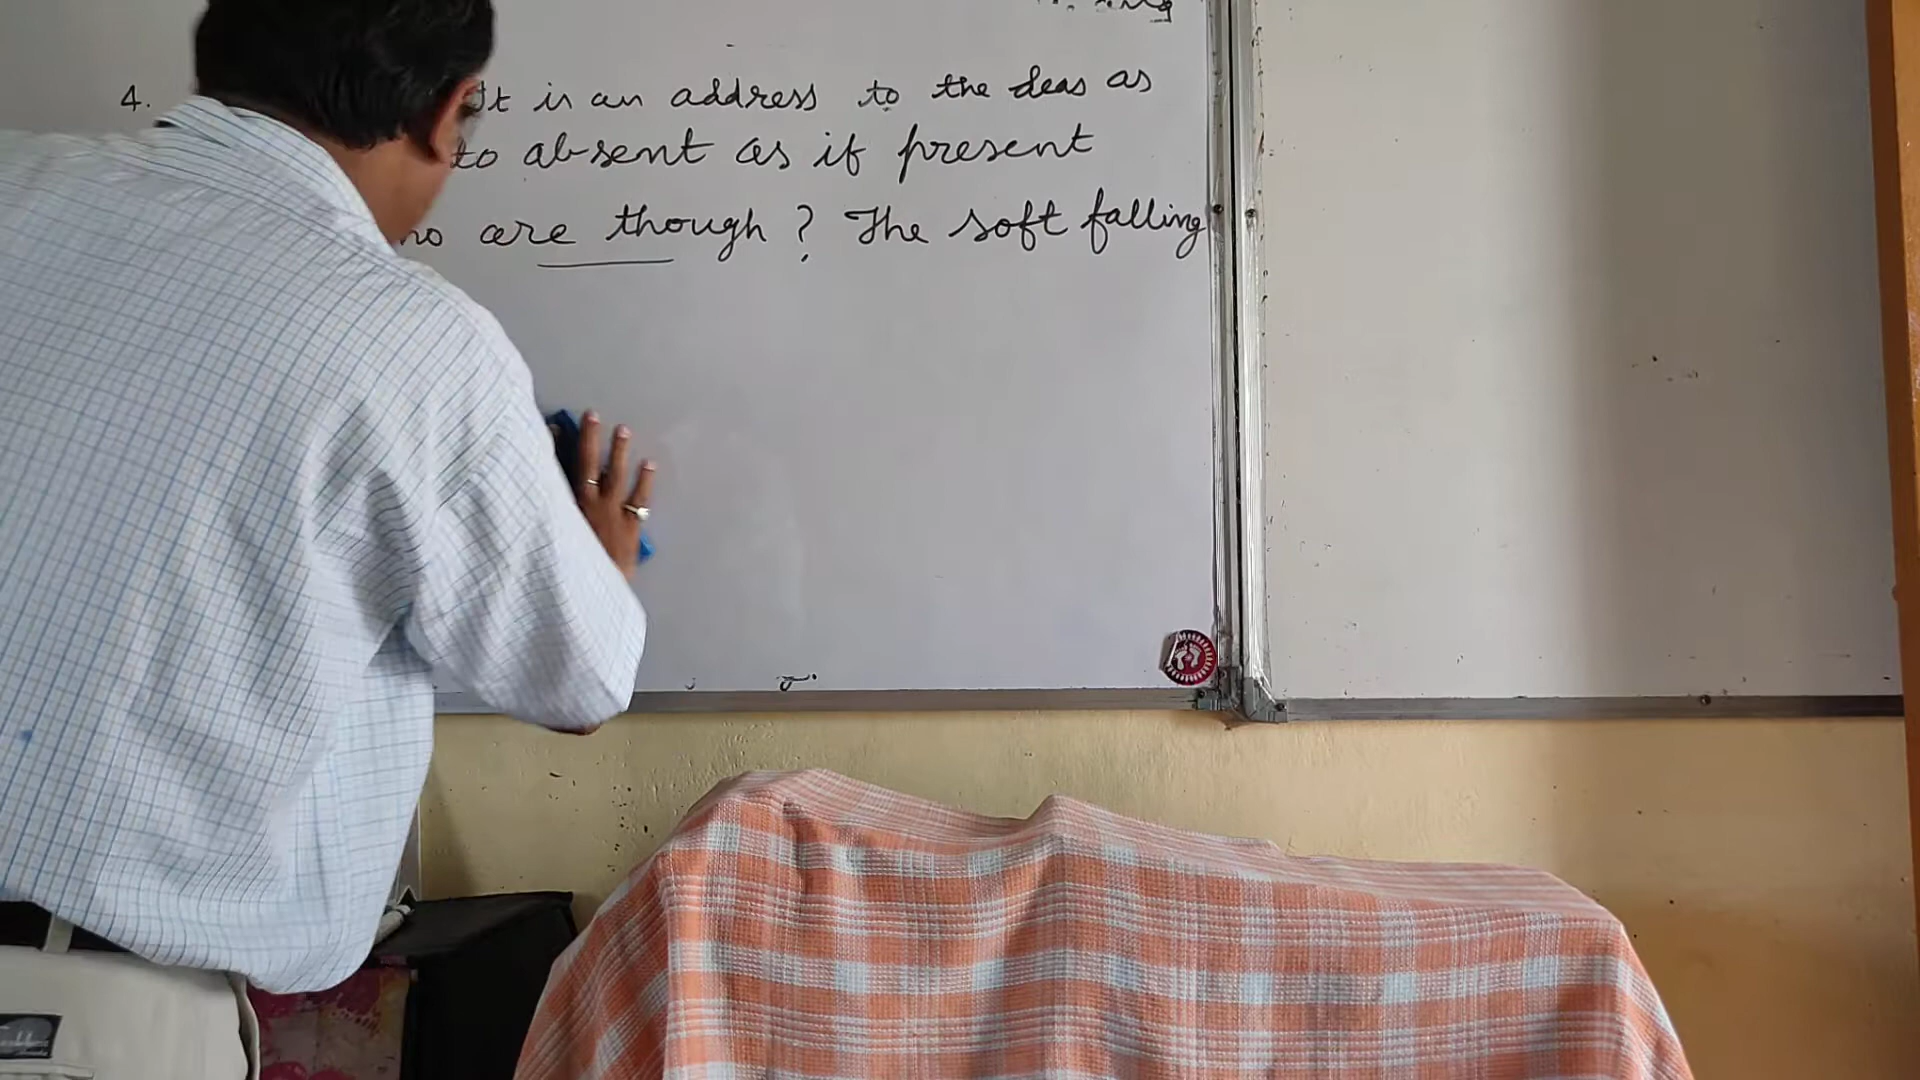 4. It is an address to the deas as
to absent as if present
are though? The soft falling